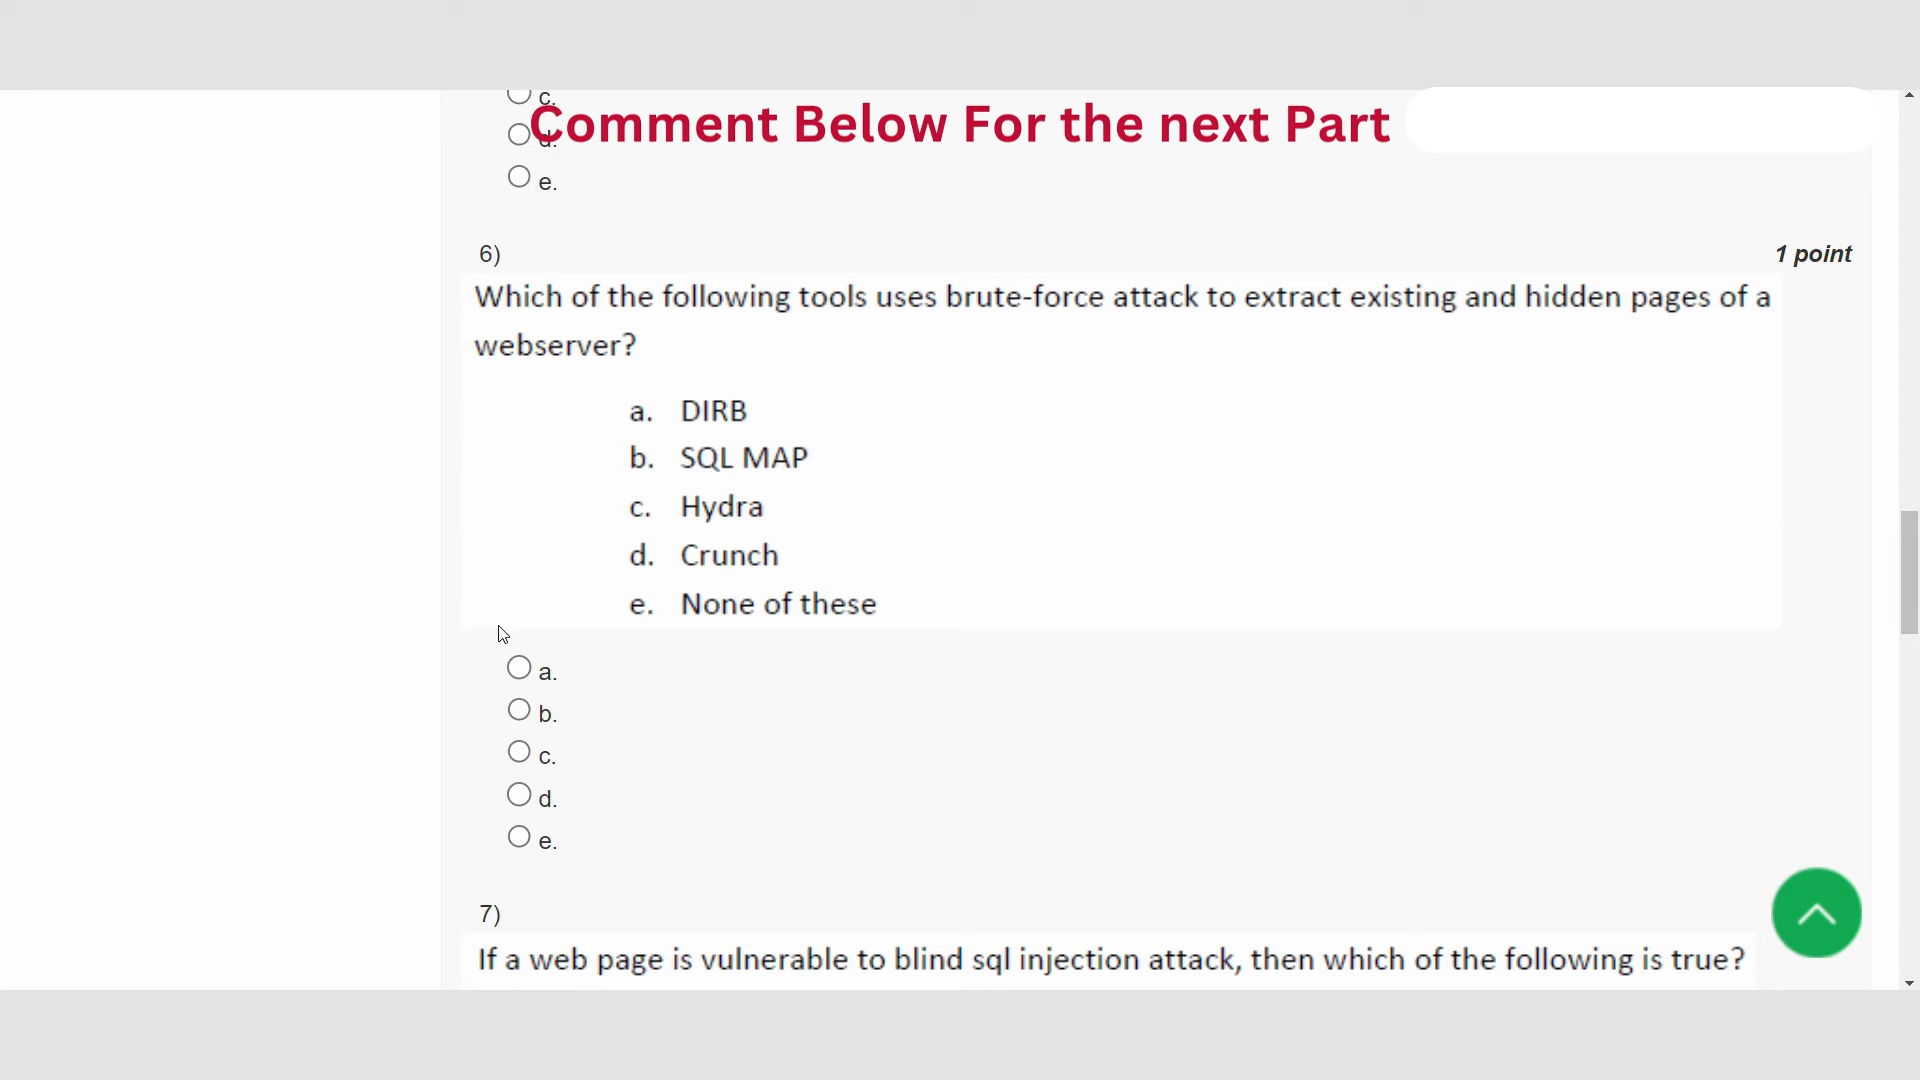 c.
Comment Below For the next Part
d.
e.
6)
1 point
Which of the following tools uses brute-force attack to extract existing and hidden pages of a
webserver?
a. DIRB
b. SQL MAP
c. Hydra
d. Crunch
e. None of these
a.
b.
c.
d.
e.
7)
If a web page is vulnerable to blind sql injection attack, then which of the following is true?